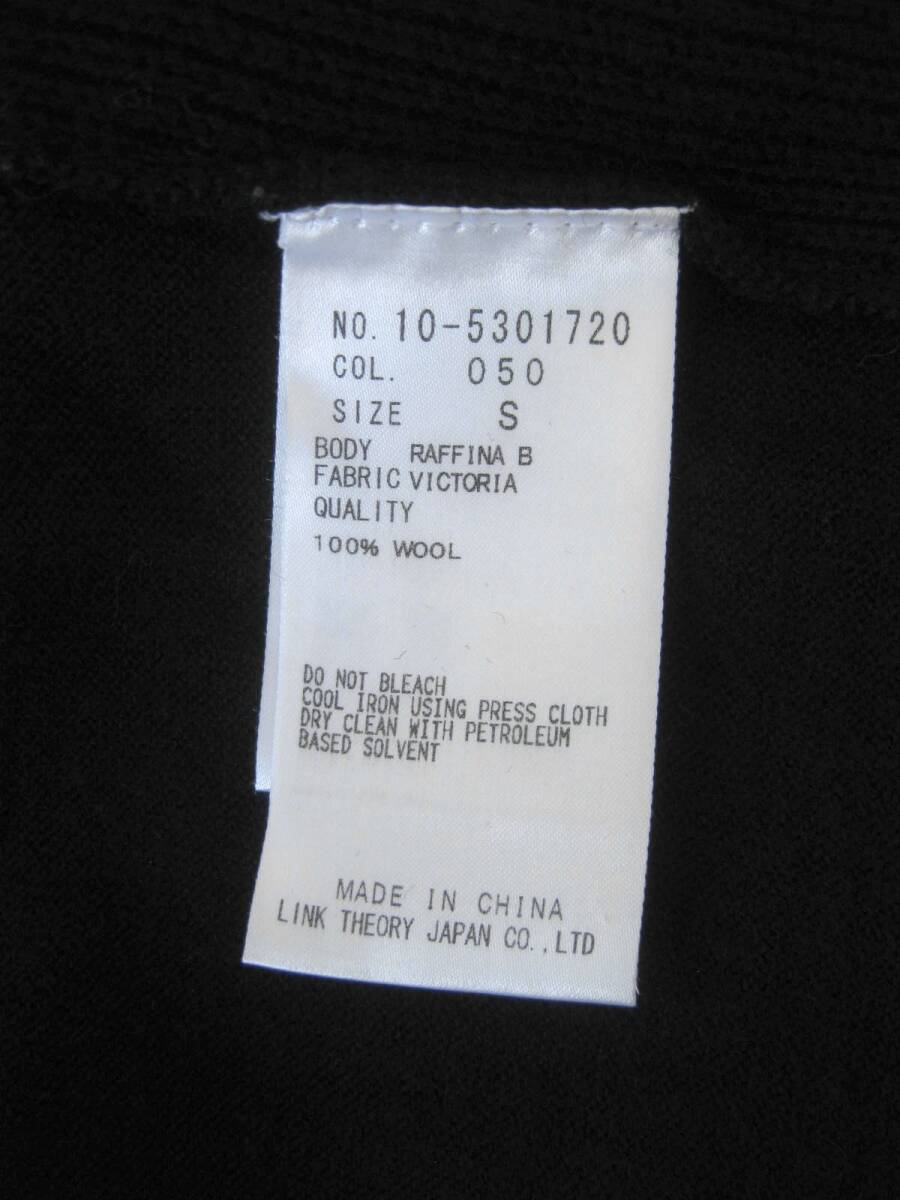 NO. 10-5301720
COL. 050
SIZE S
BODY RAFFINA B
FABRIC VICTORIA
QUALITY
100% WOOL
DO NOT BLEACH
COOL IRON USING PRESS CLOTH
DRY CLEAN WITH PETROLEUM
BASED SOLVENT
MADE IN CHINA
LINK THEORY JAPAN CO.,LTD